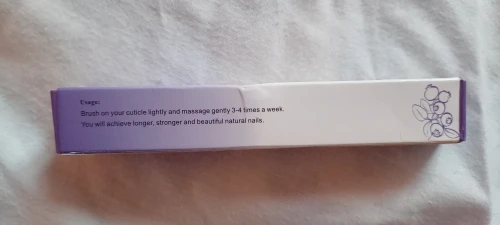 Usage:
Brush on your cuticle lightly and massage gently 3-4 times a week.
You will achieve longer, stronger and beautiful natural nails.